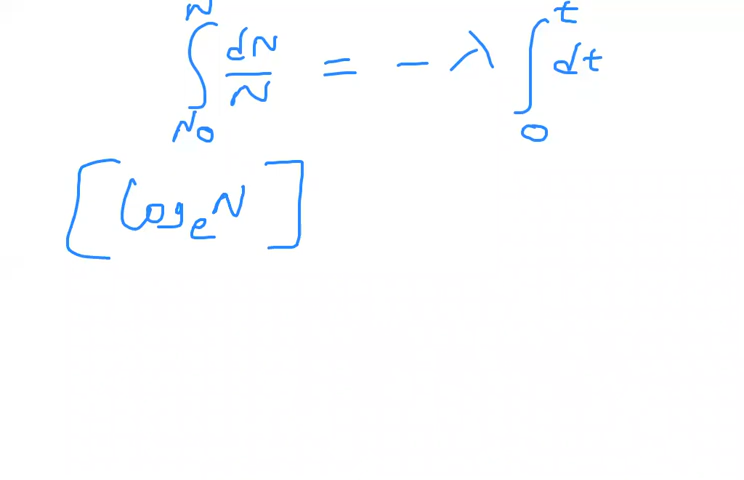 ∫_{N₀}^{N} dN/N = - λ ∫_{0}^{t} dt
[log_e N]